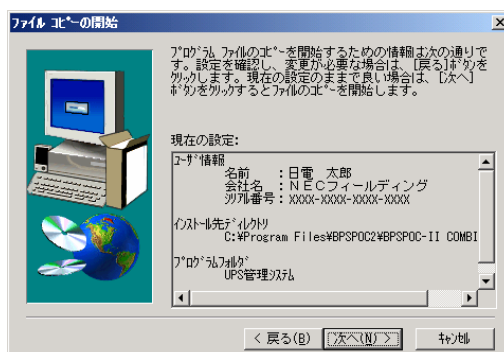 ファイル コピーの開始
プログラム ファイルのコピーを開始するための情報は次の通りで
す。設定を確認し、変更が必要な場合は、[戻る]ボタンを
クリックします。現在の設定のままで良い場合は、[次へ]
ボタンをクリックするとファイルのコピーを開始します。
現在の設定:
ユーザ情報
名前 : 日電 太郎
会社名 : NECフィールディング
シリアル番号 : XXXX-XXXX-XXXX-XXXX
インストール先ディレクトリ
C:¥Program Files¥BPSPOC2¥BPSPOC-II COMBI
プログラムフォルダ
UPS管理システム
< 戻る(B)
次へ(N) >
キャンセル